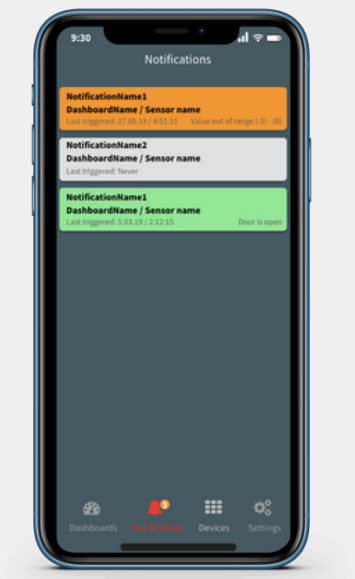 9:30
Notifications
NotificationName1
DashboardName / Sensor name
Last triggered: 27.05.19 / 4:51:21 Value out of range (-5) - (0)
NotificationName2
DashboardName / Sensor name
Last triggered: Never
NotificationName1
DashboardName / Sensor name
Last triggered: 5.03.19 / 2:12:15 Door is open
3
Dashboards Notifications Devices Settings